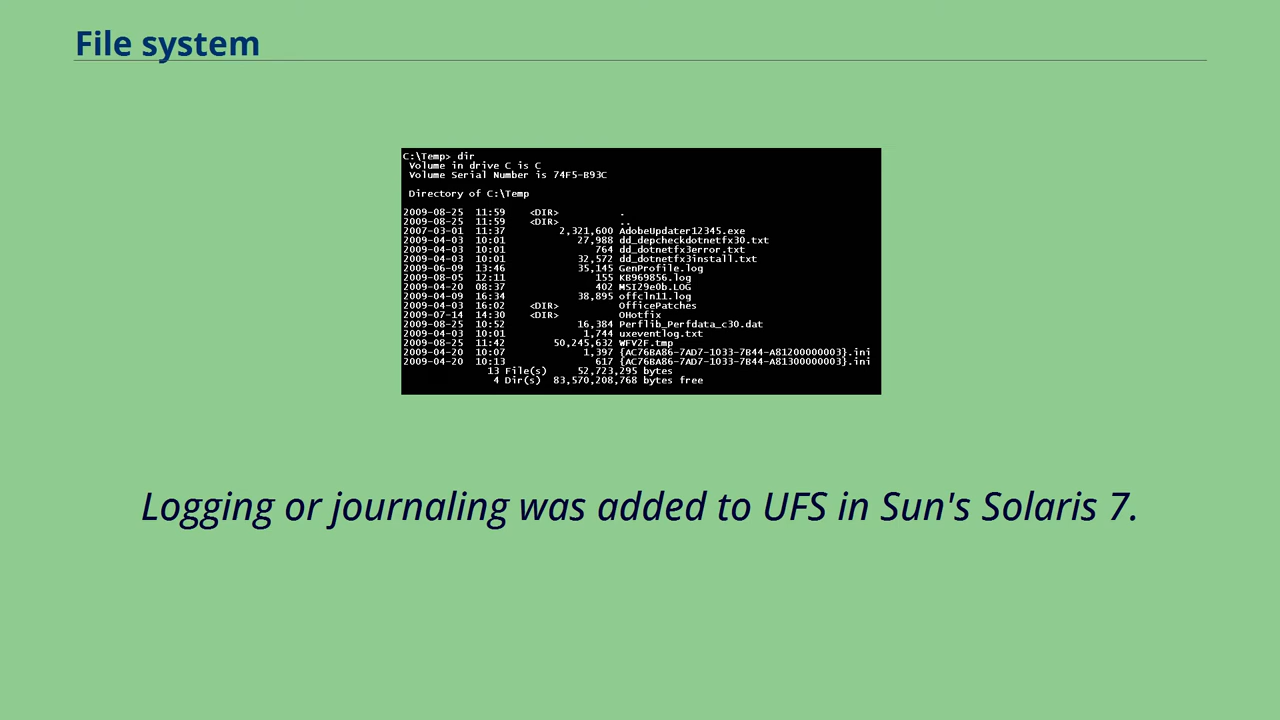 File system
C:\Temp> dir
Volume in drive C is C
Volume Serial Number is 74F5-B93C
Directory of C:\Temp
2009-08-25 11:59 <DIR> .
2009-08-25 11:59 <DIR> ..
2007-03-01 11:37 2,321,600 AdobeUpdater12345.exe
2009-04-03 10:01 27,988 dd_depcheckdotnetfx30.txt
2009-04-03 10:01 764 dd_dotnetfx3error.txt
2009-04-03 10:01 32,572 dd_dotnetfx3install.txt
2009-06-09 13:46 35,145 GenProfile.log
2009-08-05 12:11 155 KB969856.log
2009-04-20 08:37 402 MSI29e0b.LOG
2009-04-09 16:34 38,895 offcln11.log
2009-04-03 16:02 <DIR> OfficePatches
2009-07-14 14:30 <DIR> OHotfix
2009-08-25 10:52 16,384 Perflib_Perfdata_c30.dat
2009-04-03 10:01 1,744 uxeventlog.txt
2009-08-25 11:42 50,245,632 WFV2F.tmp
2009-04-20 10:07 1,397 {AC76BA86-7AD7-1033-7B44-A81200000003}.ini
2009-04-20 10:13 617 {AC76BA86-7AD7-1033-7B44-A81300000003}.ini
13 File(s) 52,723,295 bytes
4 Dir(s) 83,570,208,768 bytes free
Logging or journaling was added to UFS in Sun's Solaris 7.